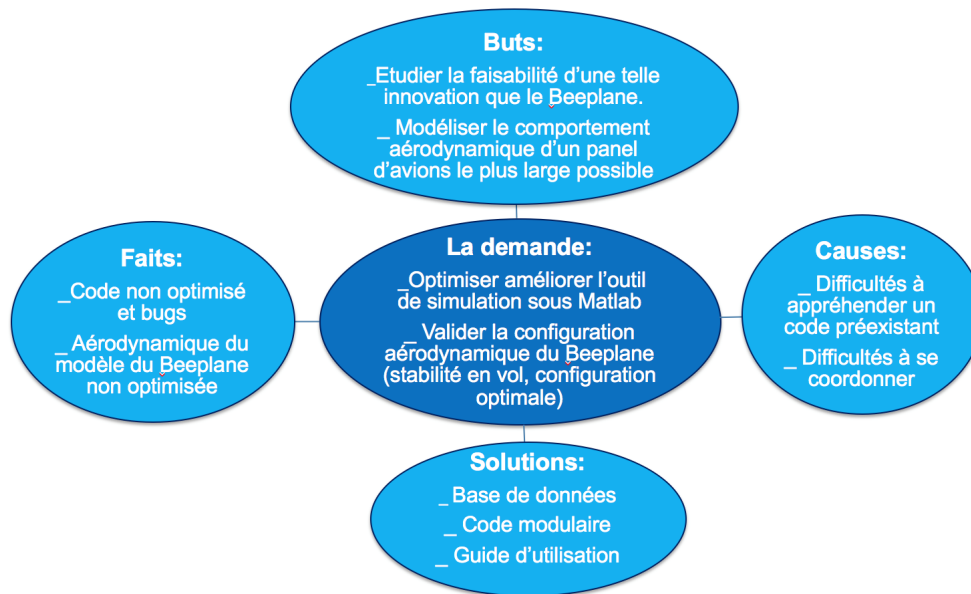 Buts:
_Etudier la faisabilité d'une telle
innovation que le Beeplane.
_ Modéliser le comportement
aérodynamique d'un panel
d'avions le plus large possible
Faits:
_Code non optimisé
et bugs
_ Aérodynamique du
modèle du Beeplane
non optimisée
La demande:
_Optimiser améliorer l'outil
de simulation sous Matlab
_ Valider la configuration
aérodynamique du Beeplane
(stabilité en vol, configuration
optimale)
Causes:
_ Difficultés à
appréhender un
code préexistant
_ Difficultés à se
coordonner
Solutions:
_ Base de données
_ Code modulaire
_ Guide d'utilisation